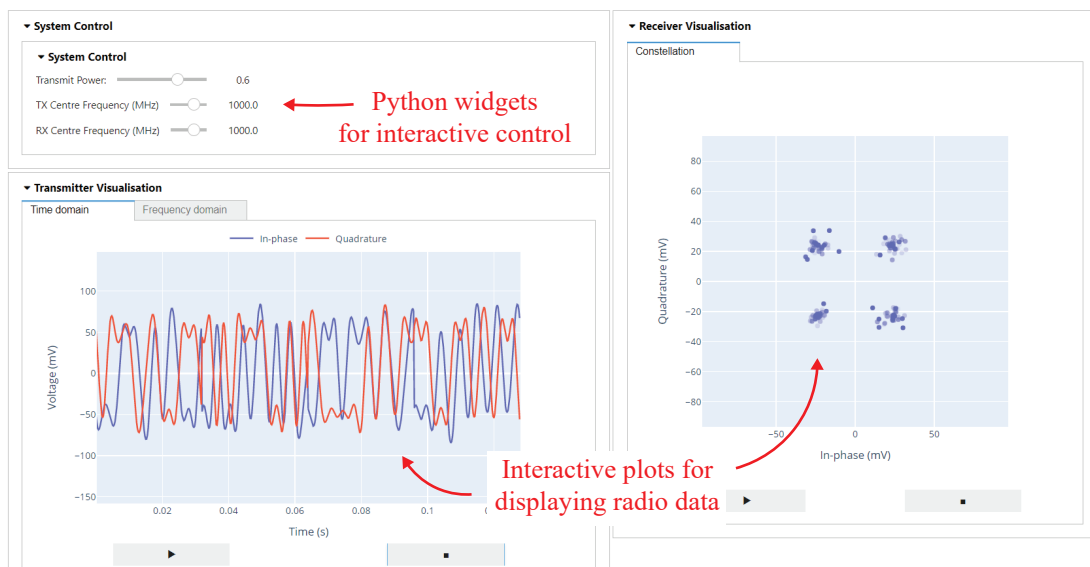 System Control
System Control
Transmit Power: 0.6
TX Centre Frequency (MHz) 1000.0
RX Centre Frequency (MHz) 1000.0
Python widgets
for interactive control
Transmitter Visualisation
Time domain Frequency domain
In-phase Quadrature
100
50
0
−50
−100
−150
Voltage (mV)
0.02 0.04 0.06 0.08 0.1
Time (s)
Receiver Visualisation
Constellation
80
60
40
20
0
−20
−40
−60
−80
Quadrature (mV)
−50 0 50
In-phase (mV)
Interactive plots for
displaying radio data